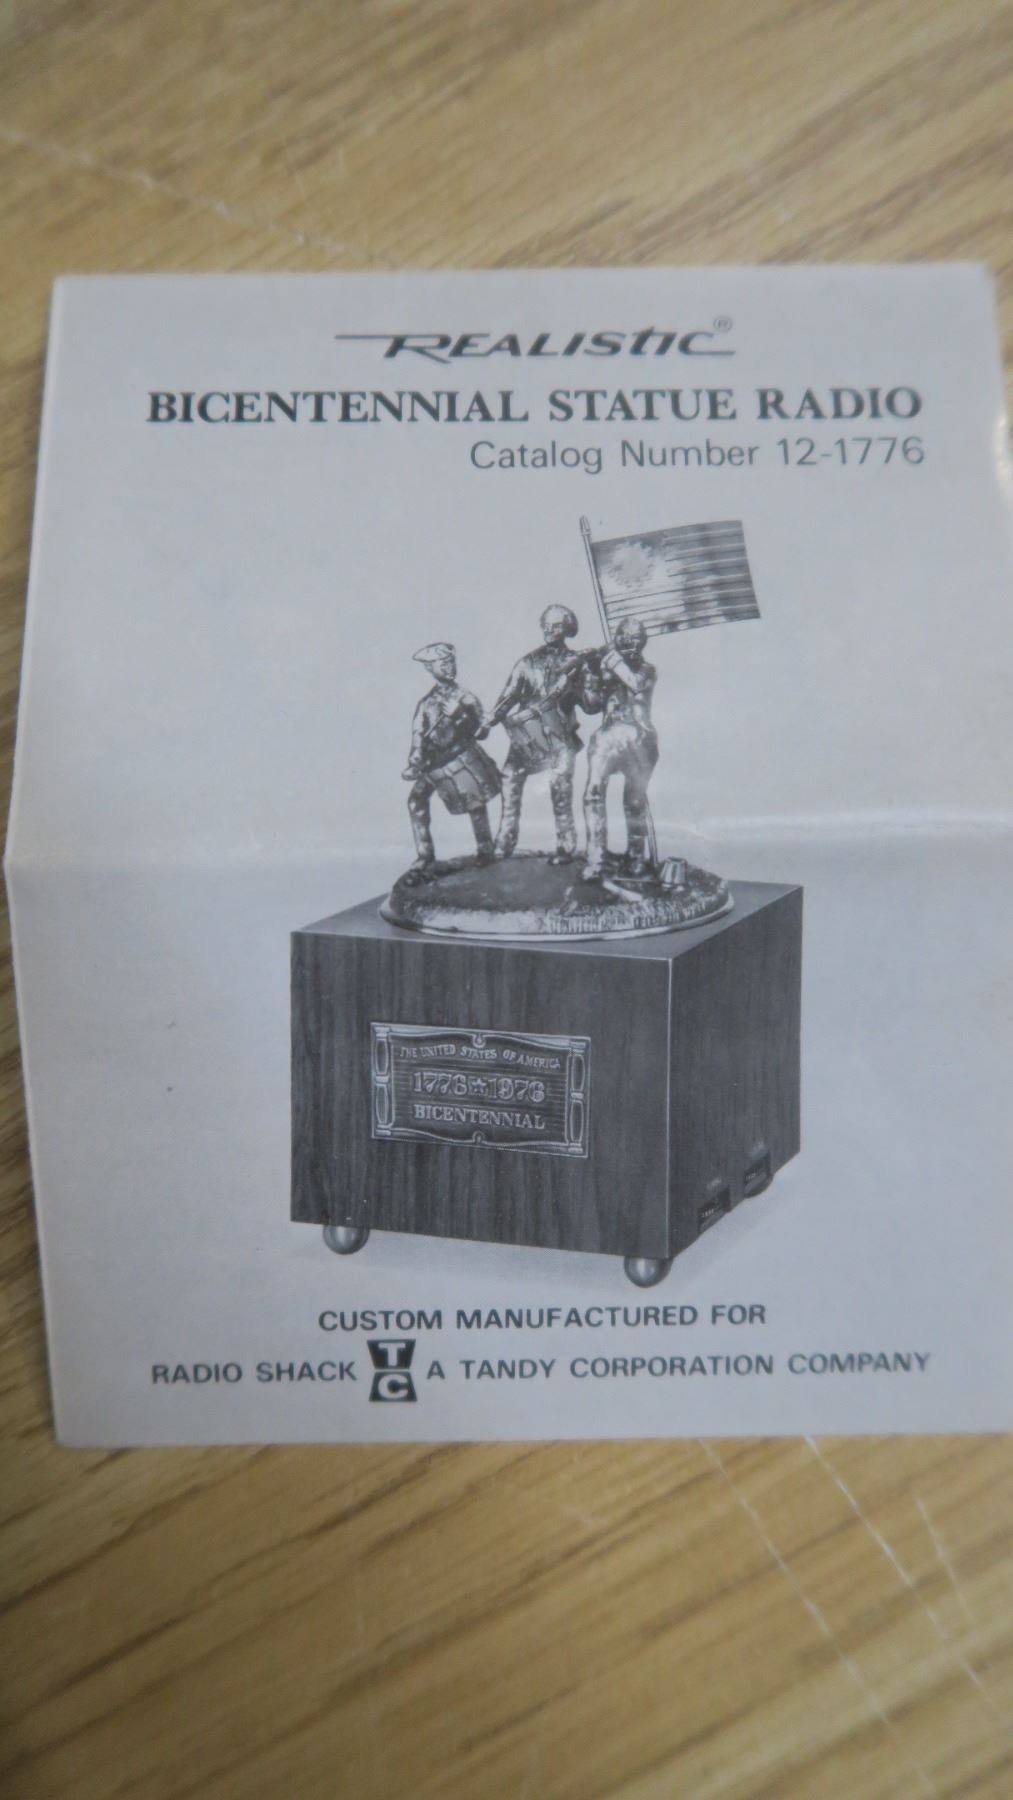 REALISTIC®
BICENTENNIAL STATUE RADIO
Catalog Number 12-1776
THE UNITED STATES OF AMERICA
1776★1976
BICENTENNIAL
CUSTOM MANUFACTURED FOR
RADIO SHACK TC A TANDY CORPORATION COMPANY